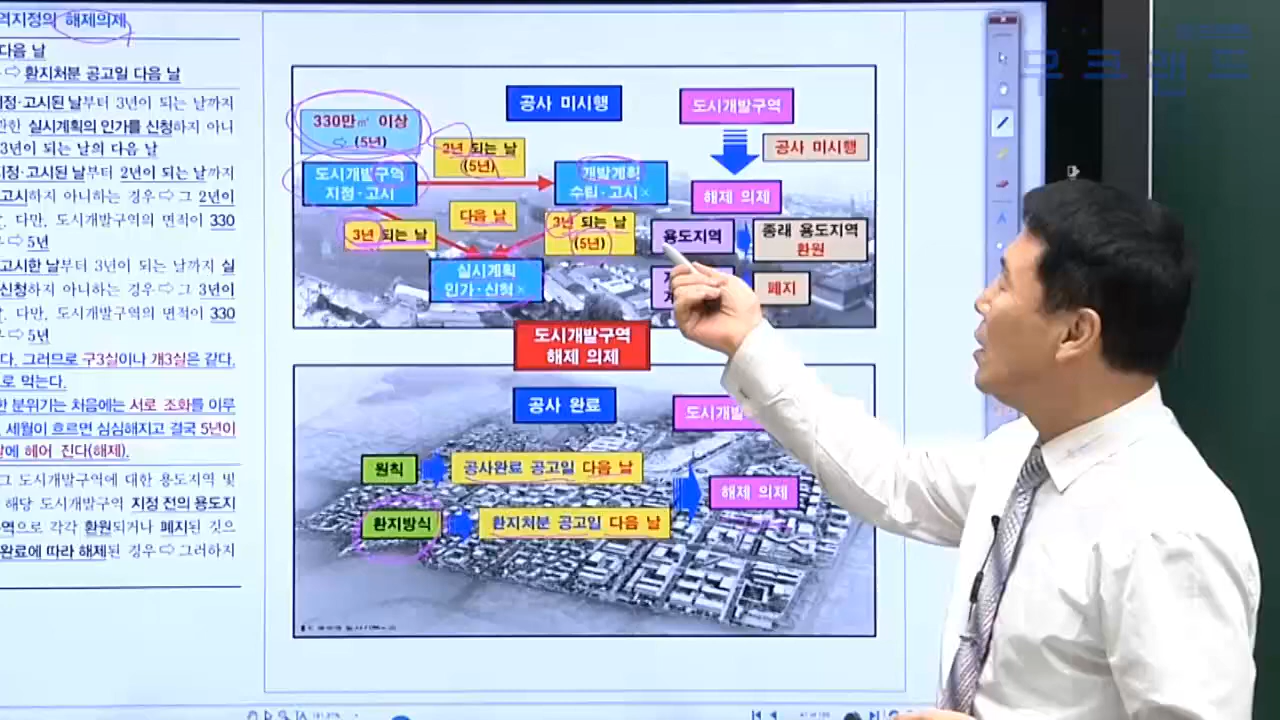 역지정의 해제의제
다음 날
⇨ 환지처분 공고일 다음 날
정·고시된 날부터 3년이 되는 날까지
관한 실시계획의 인가를 신청하지 아니
3년이 되는 날의 다음 날
지정·고시된 날부터 2년이 되는 날까지
고시하지 아니하는 경우⇨그 2년이
다만, 도시개발구역의 면적이 330
⇨5년
고시한 날부터 3년이 되는 날까지 실
신청하지 아니하는 경우⇨그 3년이
다만, 도시개발구역의 면적이 330
⇨5년
다, 그러므로 구3실이나 개3실은 같다.
로 먹는다.
한 분위기는 처음에는 서로 조화를 이루
세월이 흐르면 심심해지고 결국 5년이
날에 헤어 진다(해제).
그 도시개발구역에 대한 용도지역 및
해당 도시개발구역 지정 전의 용도지
역으로 각각 환원되거나 폐지된 것으
완료에 따라 해제된 경우⇨그러하지
공사 미시행
도시개발구역
330만㎡ 이상
⇨ (5년)
3년 되는 날
(5년)
공사 미시행
도시개발구역
지정·고시
개발계획
수립·고시×
해제 의제
3년 되는 날
다음 날
3년 되는 날
(5년)
용도지역
종래 용도지역
환원
실시계획
인가·신청×
폐지
도시개발구역
해제 의제
공사 완료
도시개발
원칙
공사완료 공고일 다음 날
해제 의제
환지방식
환지처분 공고일 다음 날
무크랜드